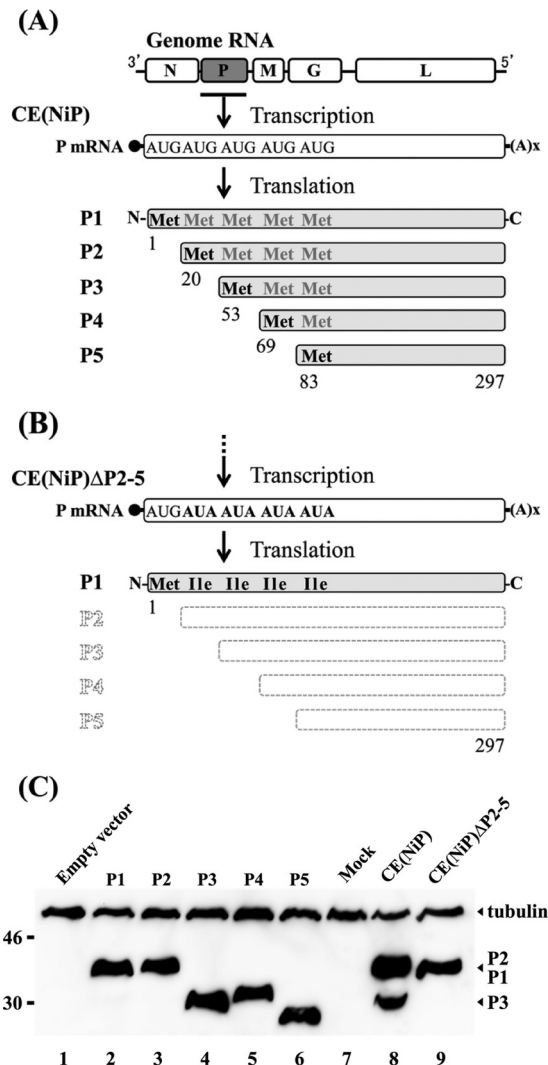 (A)
Genome RNA
3' N P M G L 5'
CE(NiP)
Transcription
P mRNA AUG AUG AUG AUG AUG (A)x
Translation
P1 N- Met Met Met Met Met -C
1
P2 Met Met Met Met
20
P3 Met Met Met
53
P4 Met Met
69
P5 Met
83 297
(B)
CE(NiP)ΔP2-5
Transcription
P mRNA AUG AUA AUA AUA AUA (A)x
Translation
P1 N- Met Ile Ile Ile Ile -C
1
P2
P3
P4
P5
297
(C)
Empty vector P1 P2 P3 P4 P5 Mock CE(NiP) CE(NiP)ΔP2-5
tubulin
46
P2
P1
30
P3
1 2 3 4 5 6 7 8 9